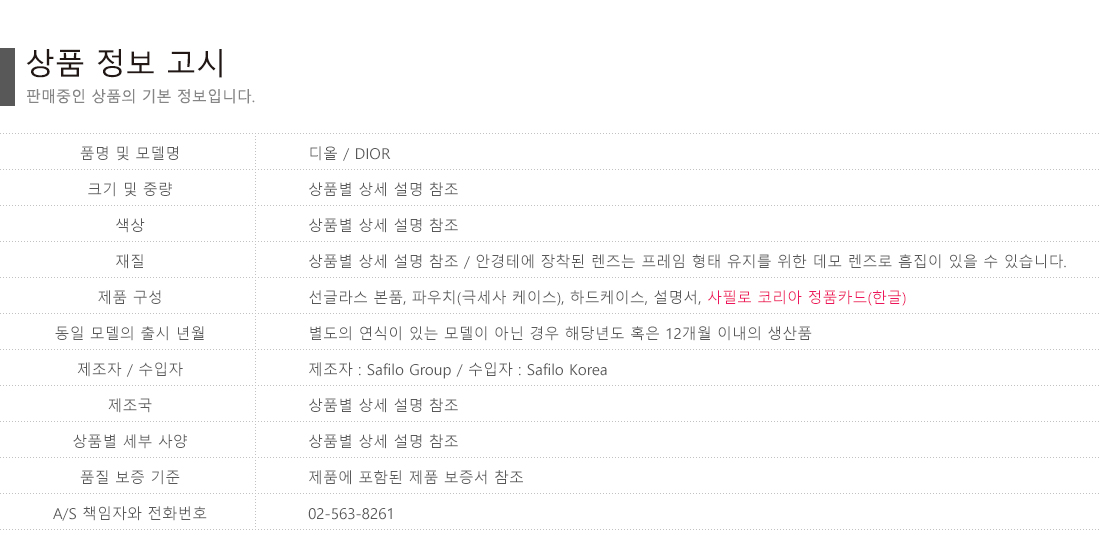 상품 정보 고시
판매중인 상품의 기본 정보입니다.
품명 및 모델명 디올 / DIOR
크기 및 중량 상품별 상세 설명 참조
색상 상품별 상세 설명 참조
재질 상품별 상세 설명 참조 / 안경테에 장착된 렌즈는 프레임 형태 유지를 위한 데모 렌즈로 흠집이 있을 수 있습니다.
제품 구성 선글라스 본품, 파우치(극세사 케이스), 하드케이스, 설명서, 사필로 코리아 정품카드(한글)
동일 모델의 출시 년월 별도의 연식이 있는 모델이 아닌 경우 해당년도 혹은 12개월 이내의 생산품
제조자 / 수입자 제조자 : Safilo Group / 수입자 : Safilo Korea
제조국 상품별 상세 설명 참조
상품별 세부 사양 상품별 상세 설명 참조
품질 보증 기준 제품에 포함된 제품 보증서 참조
A/S 책임자와 전화번호 02-563-8261